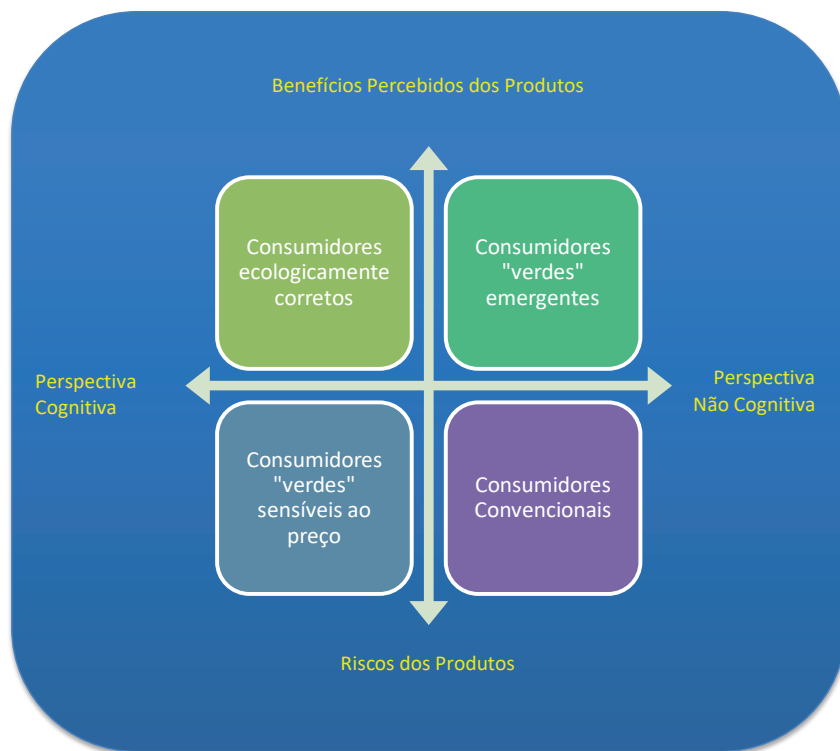 Benefícios Percebidos dos Produtos
Consumidores
ecologicamente
corretos
Consumidores
"verdes"
emergentes
Perspectiva
Cognitiva
Perspectiva
Não Cognitiva
Consumidores
"verdes"
sensíveis ao
preço
Consumidores
Convencionais
Riscos dos Produtos